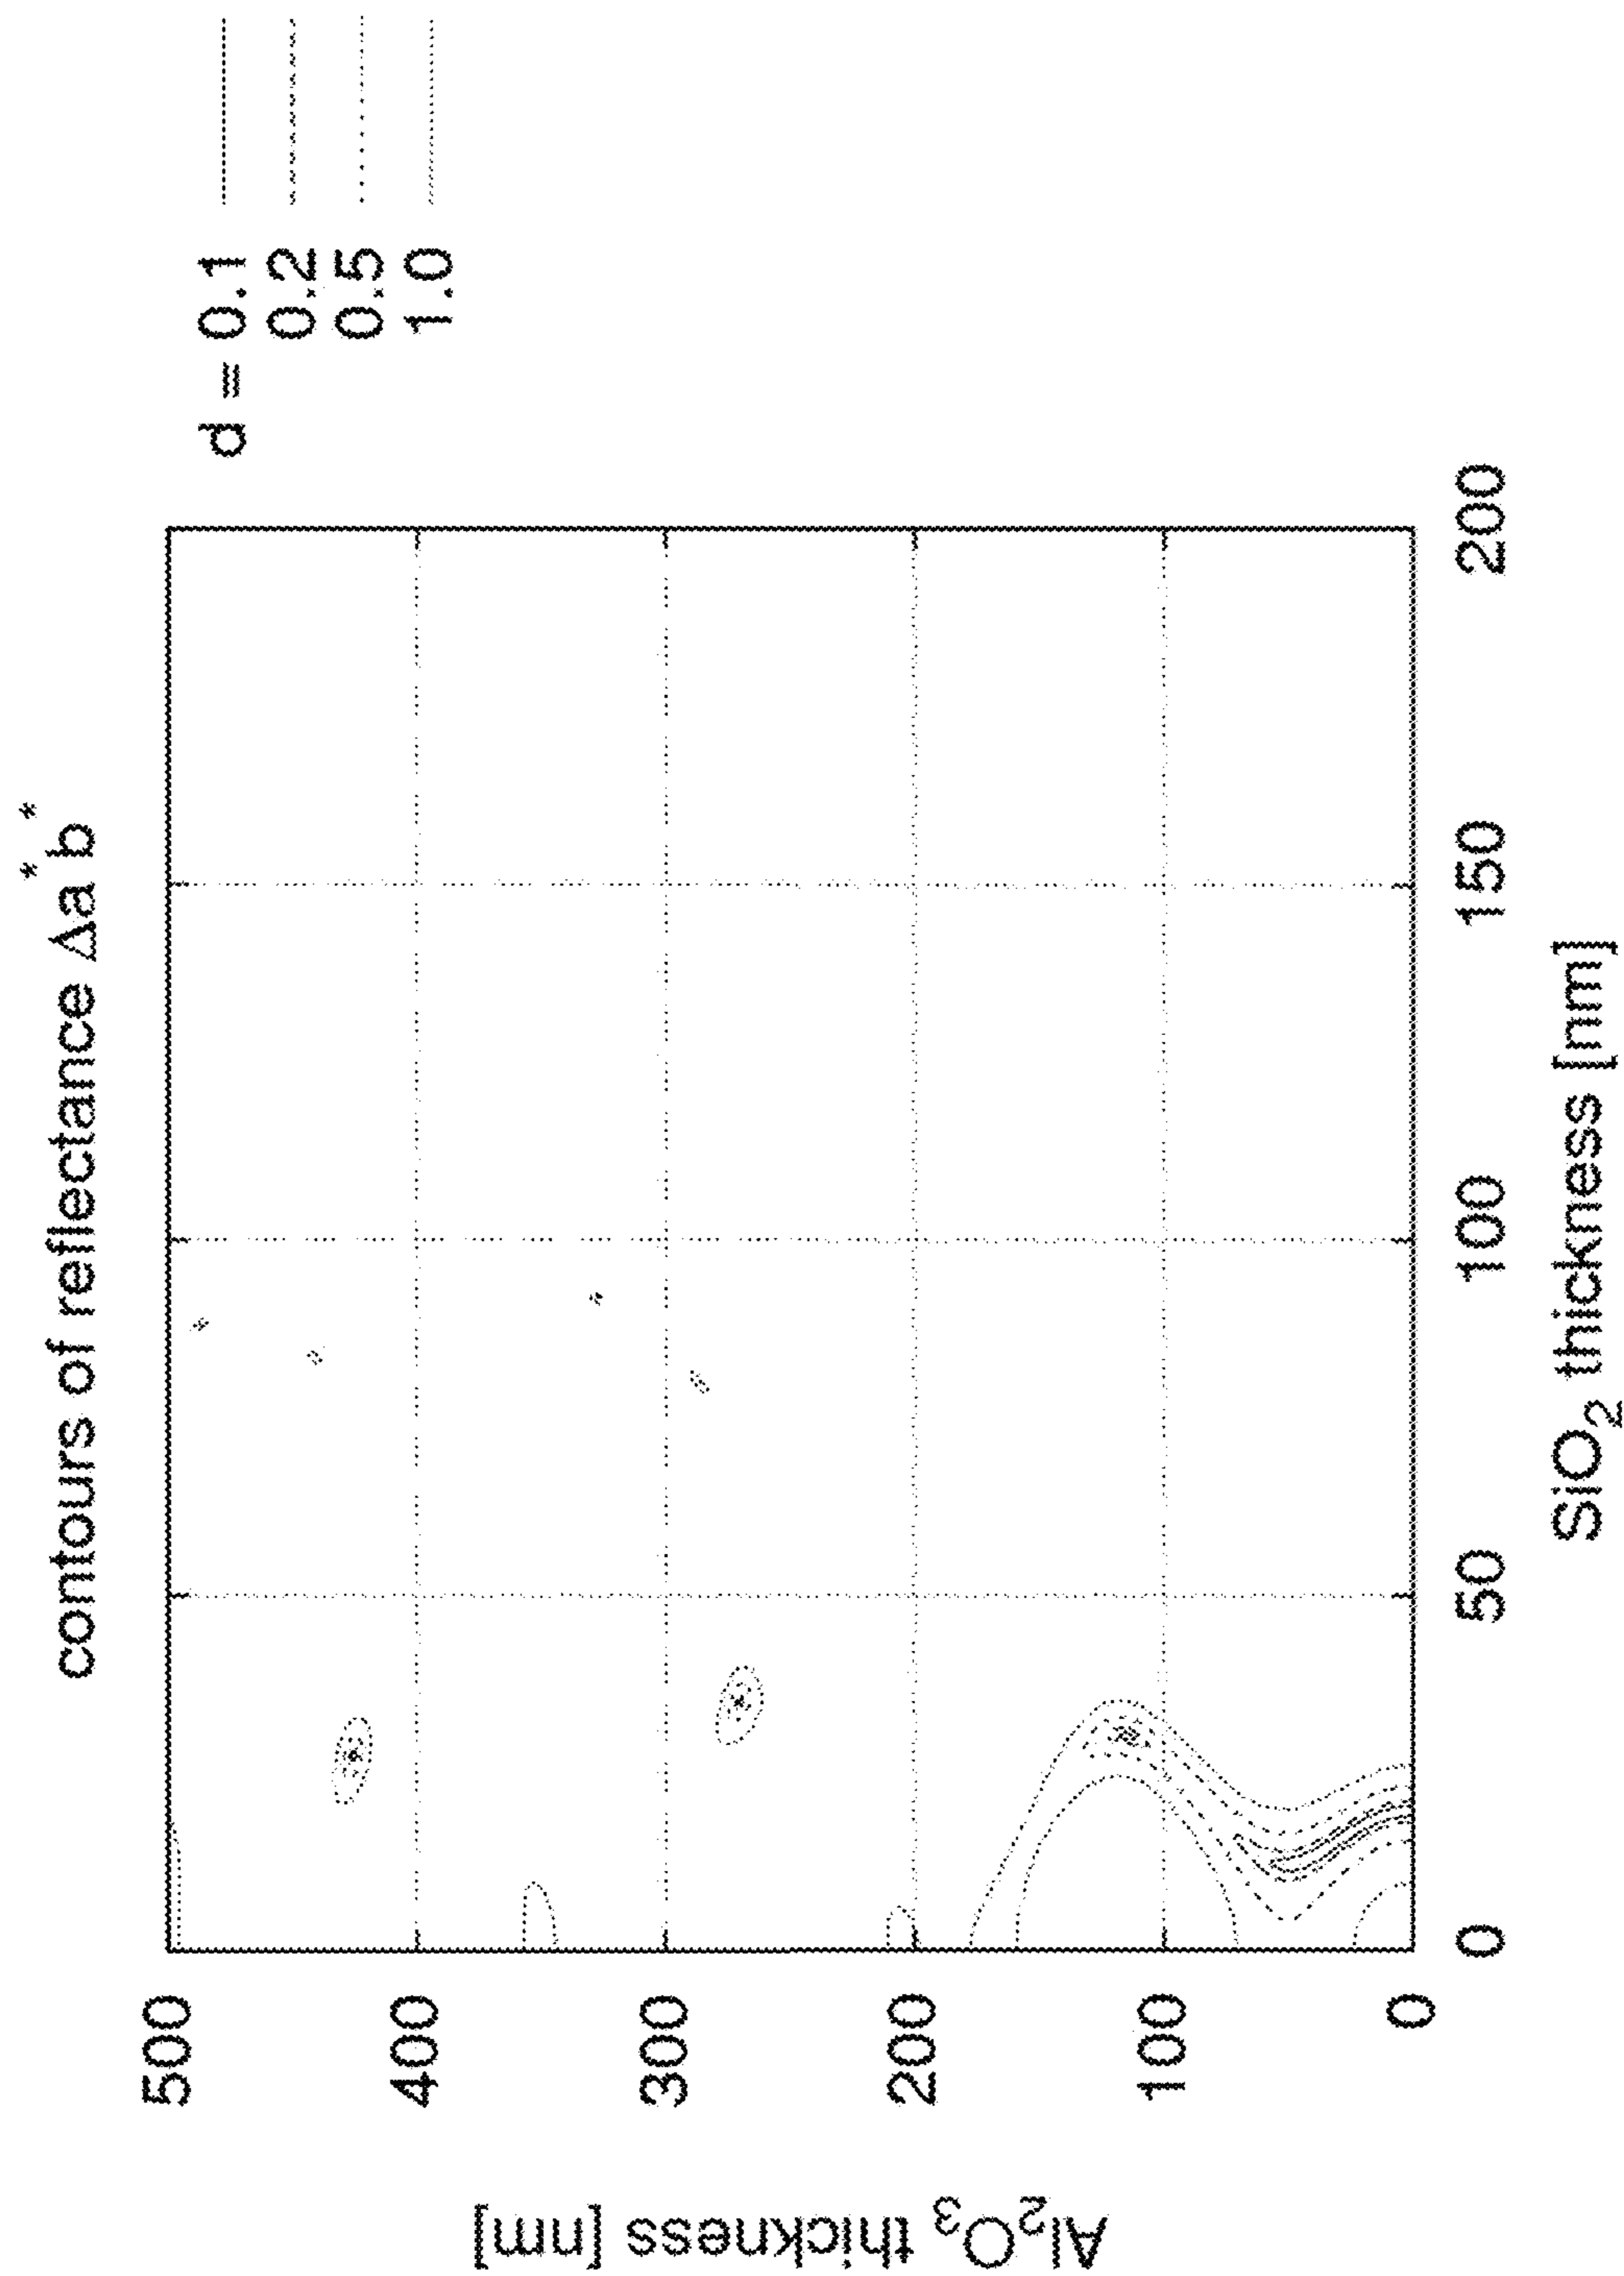 contours of reflectance Δa*b*
d = 0.1
0.2
0.5
1.0
500
400
300
200
100
0
Al₂O₃ thickness [nm]
0 50 100 150 200
SiO₂ thickness [nm]